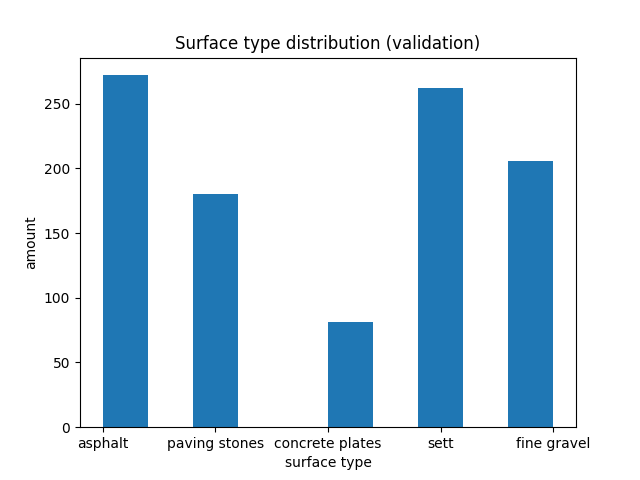 Surface type distribution (validation)
250
200
150
100
50
0
amount
asphalt paving stones concrete plates sett fine gravel
surface type